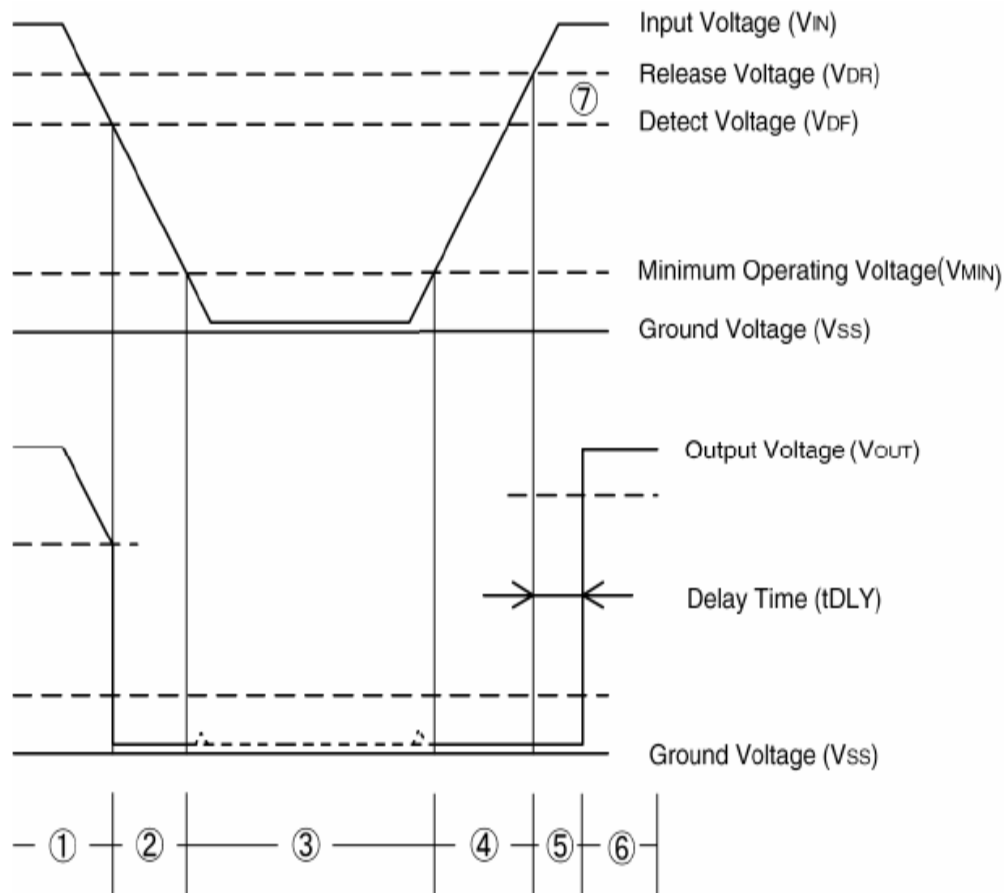 Input Voltage (VIN)
Release Voltage (VDR)
⑦
Detect Voltage (VDF)
Minimum Operating Voltage(VMIN)
Ground Voltage (VSS)
Output Voltage (VOUT)
Delay Time (tDLY)
Ground Voltage (VSS)
① ② ③ ④ ⑤ ⑥